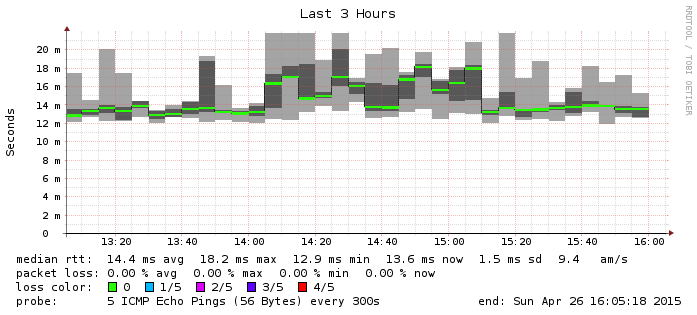 Last 3 Hours
RRDTOOL / TOBI OETIKER
Seconds
20 m
18 m
16 m
14 m
12 m
10 m
8 m
6 m
4 m
2 m
0
13:20 13:40 14:00 14:20 14:40 15:00 15:20 15:40 16:00
median rtt: 14.4 ms avg 18.2 ms max 12.9 ms min 13.6 ms now 1.5 ms sd 9.4 am/s
packet loss: 0.00 % avg 0.00 % max 0.00 % min 0.00 % now
loss color: 0 1/5 2/5 3/5 4/5
probe: 5 ICMP Echo Pings (56 Bytes) every 300s end: Sun Apr 26 16:05:18 2015